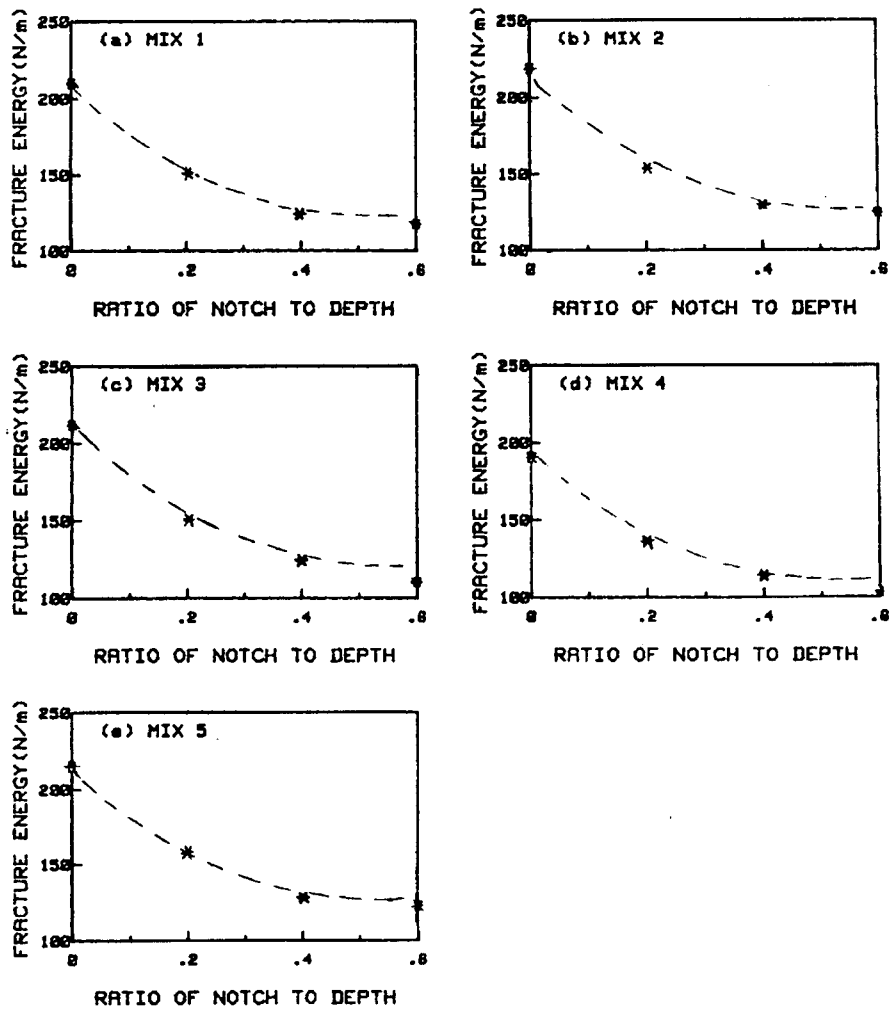 250
(a) MIX 1
200
150
100
FRACTURE ENERGY(N/m)
0 .2 .4 .6
RATIO OF NOTCH TO DEPTH
250
(b) MIX 2
200
150
100
FRACTURE ENERGY(N/m)
0 .2 .4 .6
RATIO OF NOTCH TO DEPTH
250
(c) MIX 3
200
150
100
FRACTURE ENERGY(N/m)
0 .2 .4 .6
RATIO OF NOTCH TO DEPTH
250
(d) MIX 4
200
150
100
FRACTURE ENERGY(N/m)
0 .2 .4 .6
RATIO OF NOTCH TO DEPTH
250
(e) MIX 5
200
150
100
FRACTURE ENERGY(N/m)
0 .2 .4 .6
RATIO OF NOTCH TO DEPTH